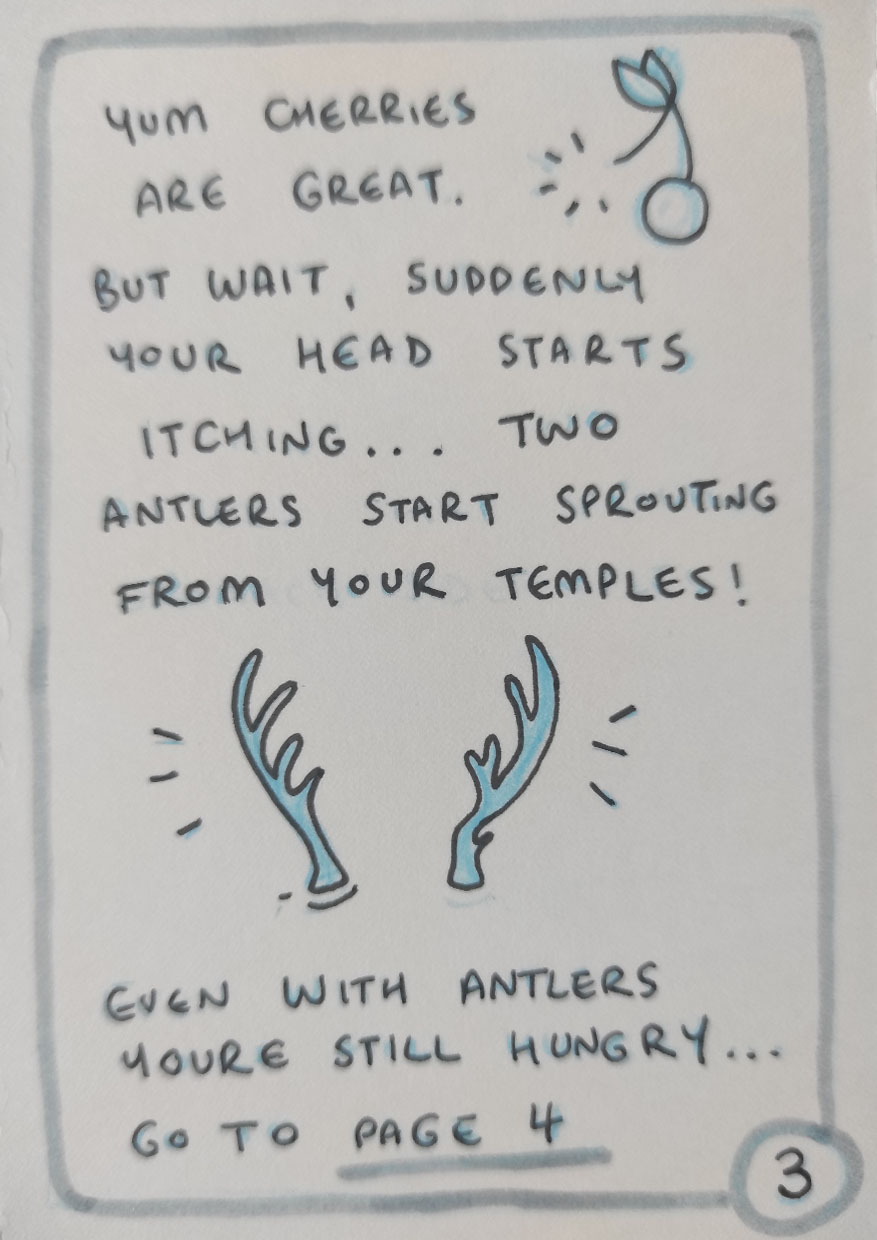 YUM CHERRIES
ARE GREAT.
BUT WAIT, SUDDENLY
YOUR HEAD STARTS
ITCHING... TWO
ANTLERS START SPROUTING
FROM YOUR TEMPLES!
EVEN WITH ANTLERS
YOURE STILL HUNGRY...
GO TO PAGE 4
3